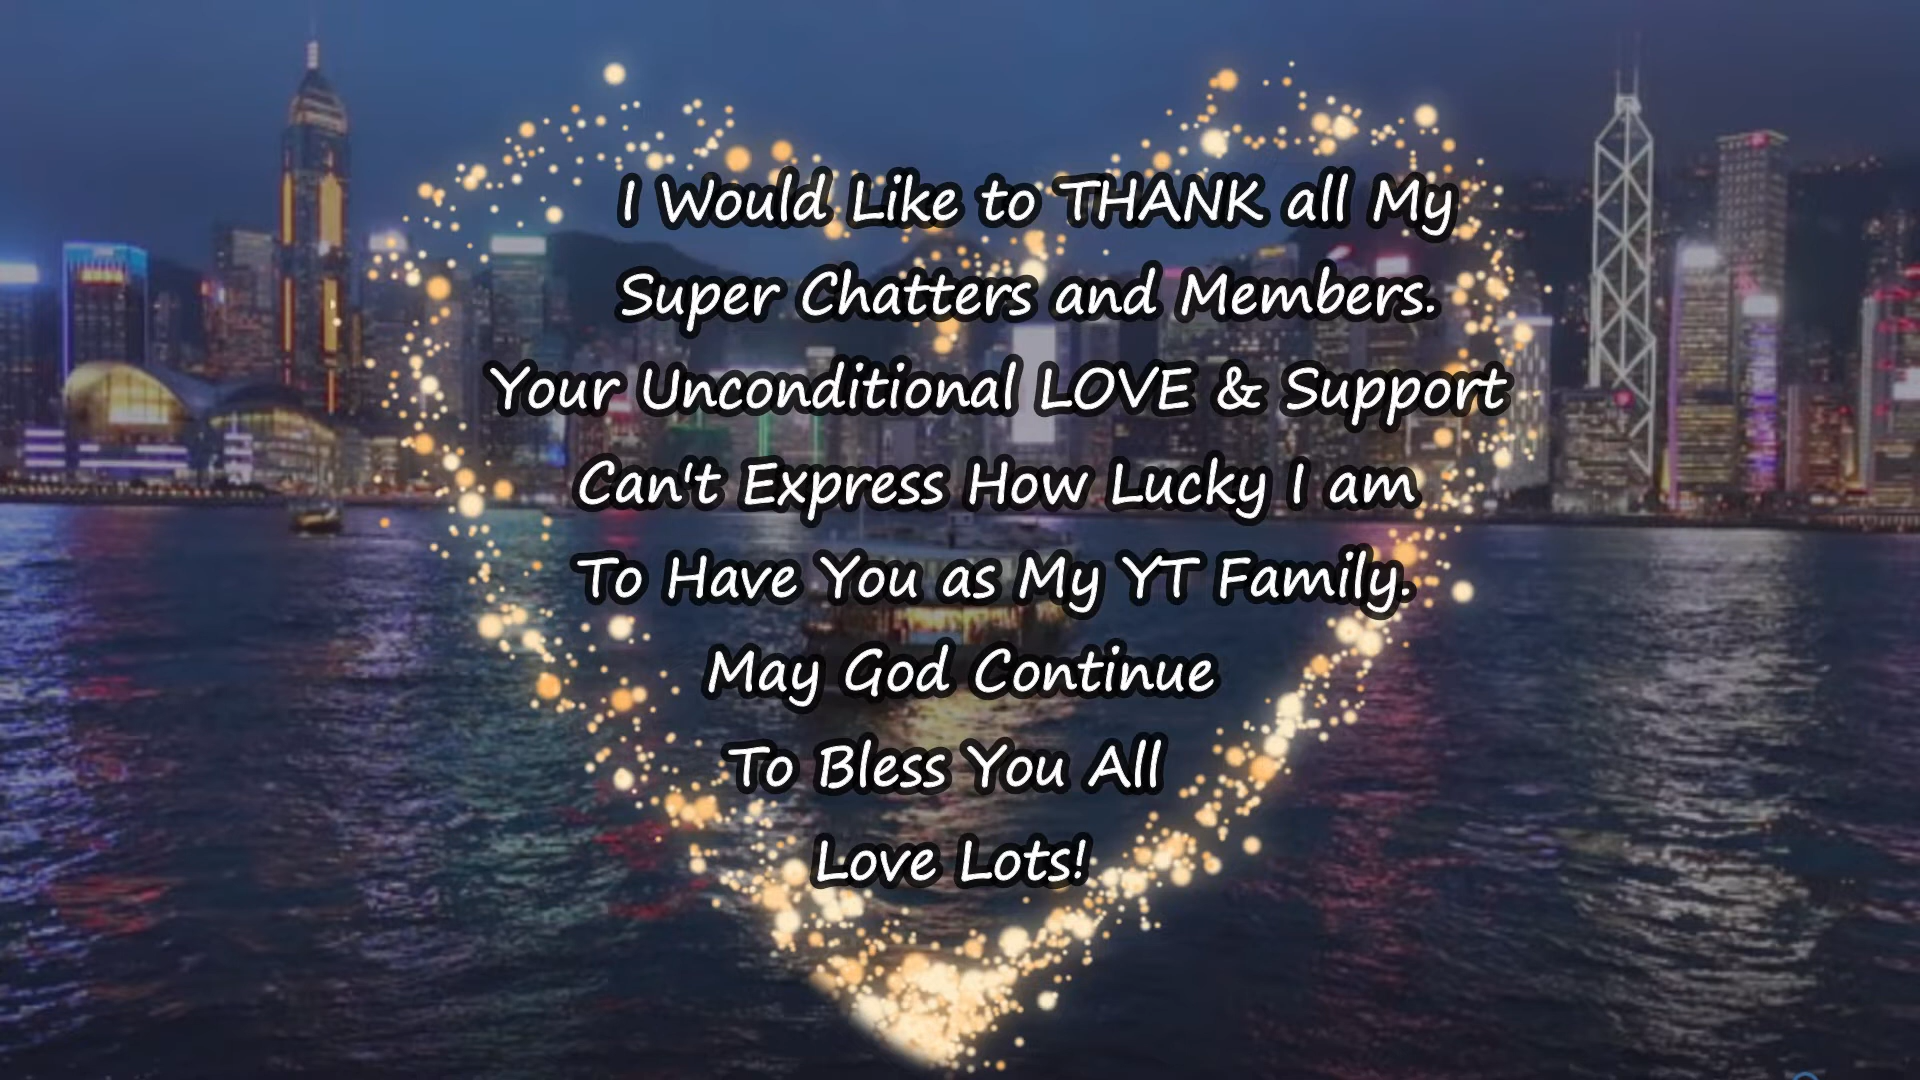 I Would Like to THANK all My
Super Chatters and Members.
Your Unconditional LOVE & Support
Can't Express How Lucky I am
To Have You as My YT Family.
May God Continue
To Bless You All
Love Lots!